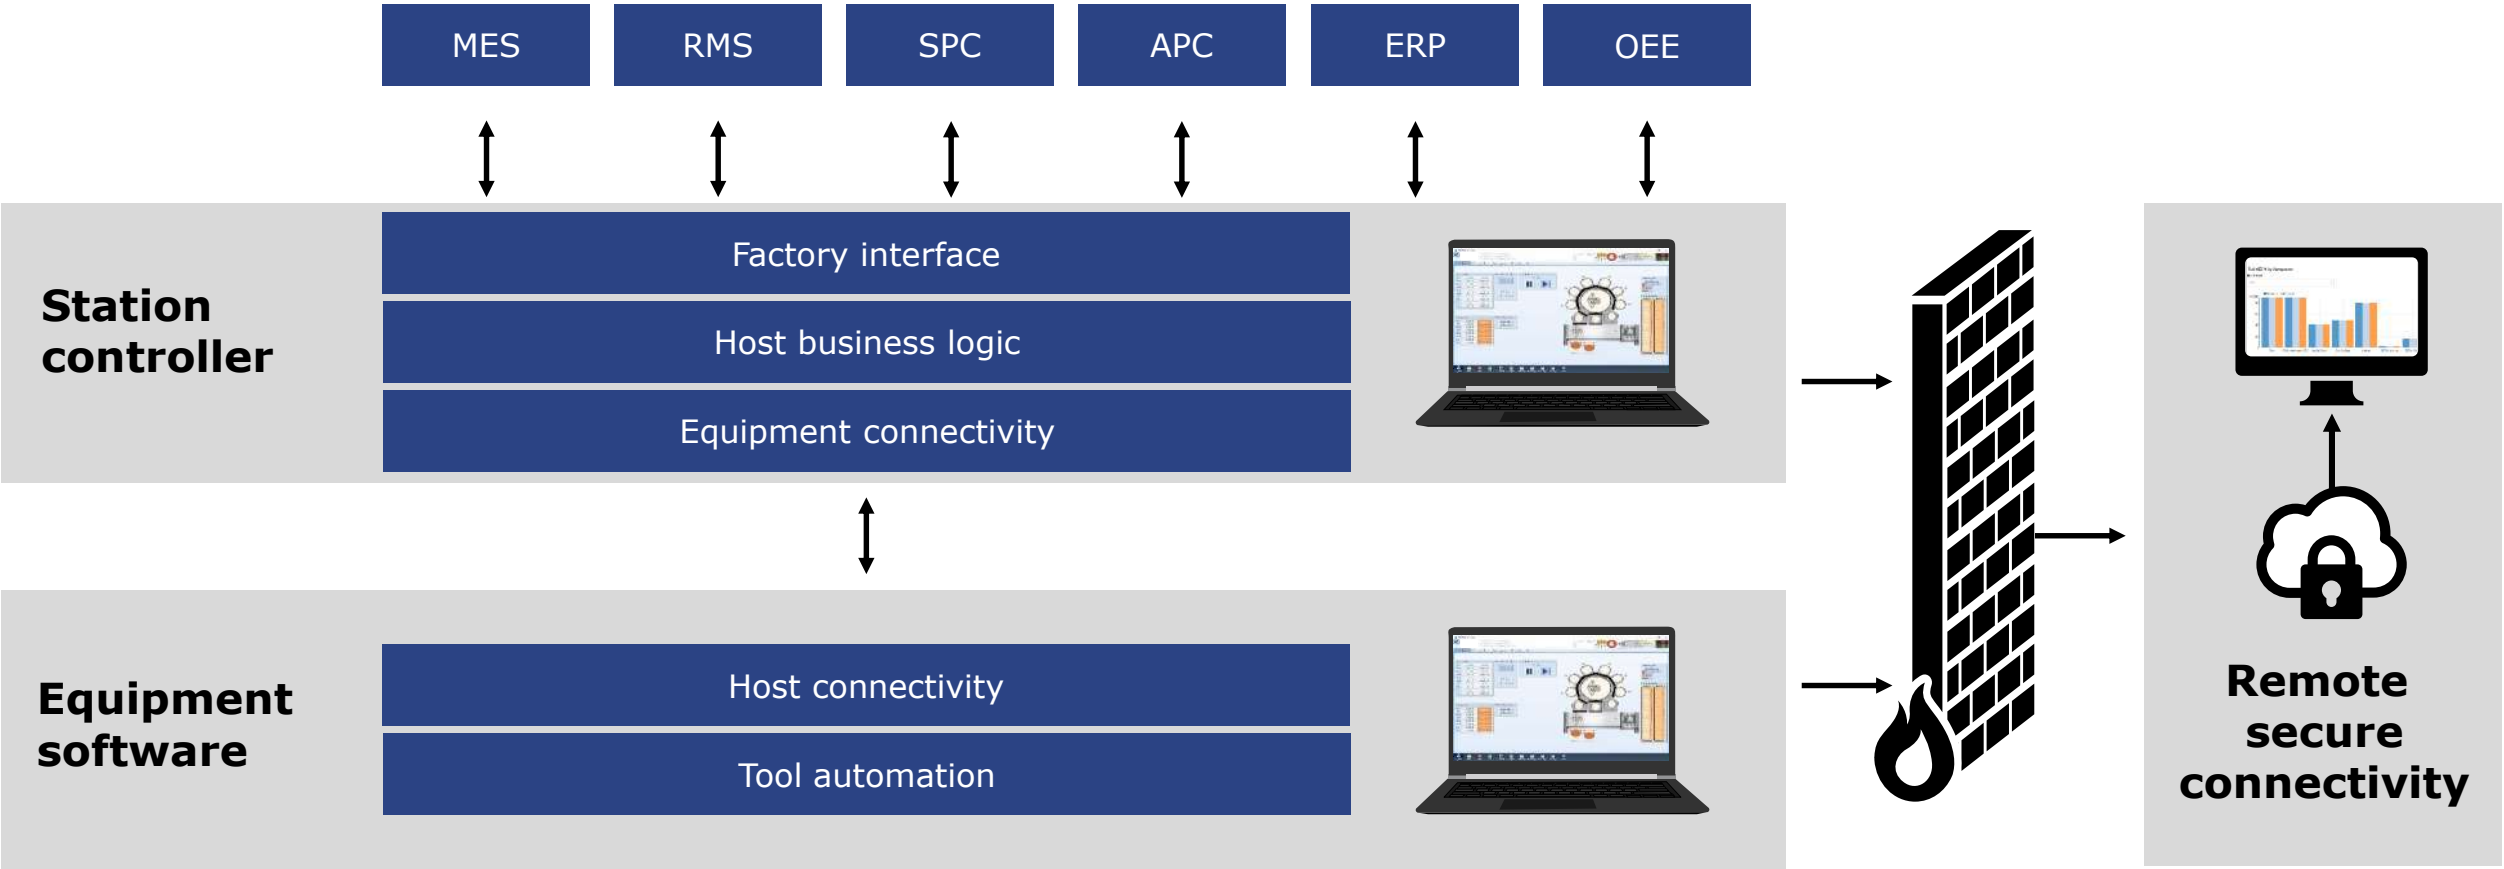 MES
RMS
SPC
APC
ERP
OEE
Station
controller
Factory interface
Host business logic
Equipment connectivity
Equipment
software
Host connectivity
Tool automation
Remote
secure
connectivity